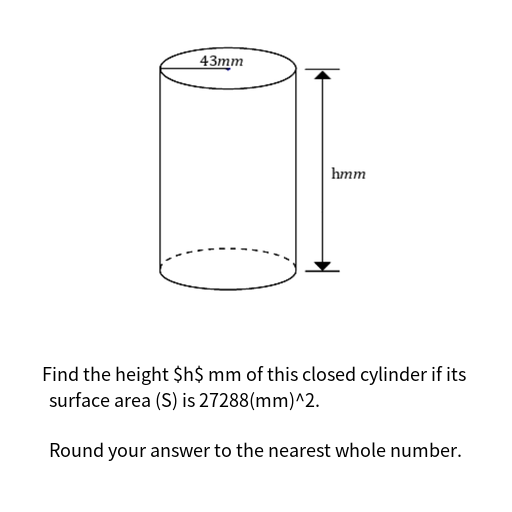 43mm
hmm
Find the height $h$ mm of this closed cylinder if its
surface area (S) is 27288(mm)^2.
Round your answer to the nearest whole number.